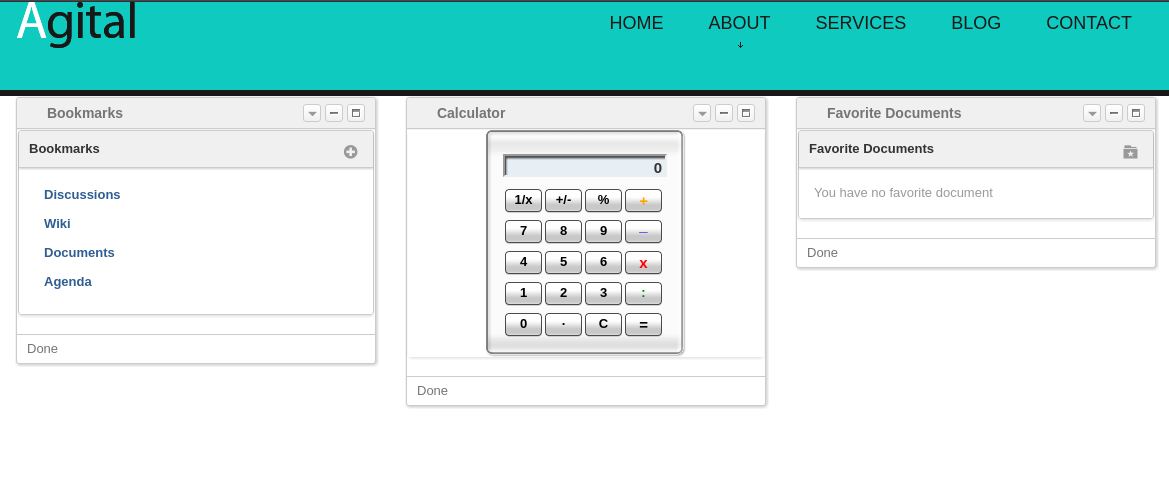 Agital
HOME ABOUT SERVICES BLOG CONTACT
Bookmarks
Bookmarks
Discussions
Wiki
Documents
Agenda
Done
Calculator
0
1/x +/- % +
7 8 9 –
4 5 6 x
1 2 3 :
0 · C =
Done
Favorite Documents
Favorite Documents
You have no favorite document
Done